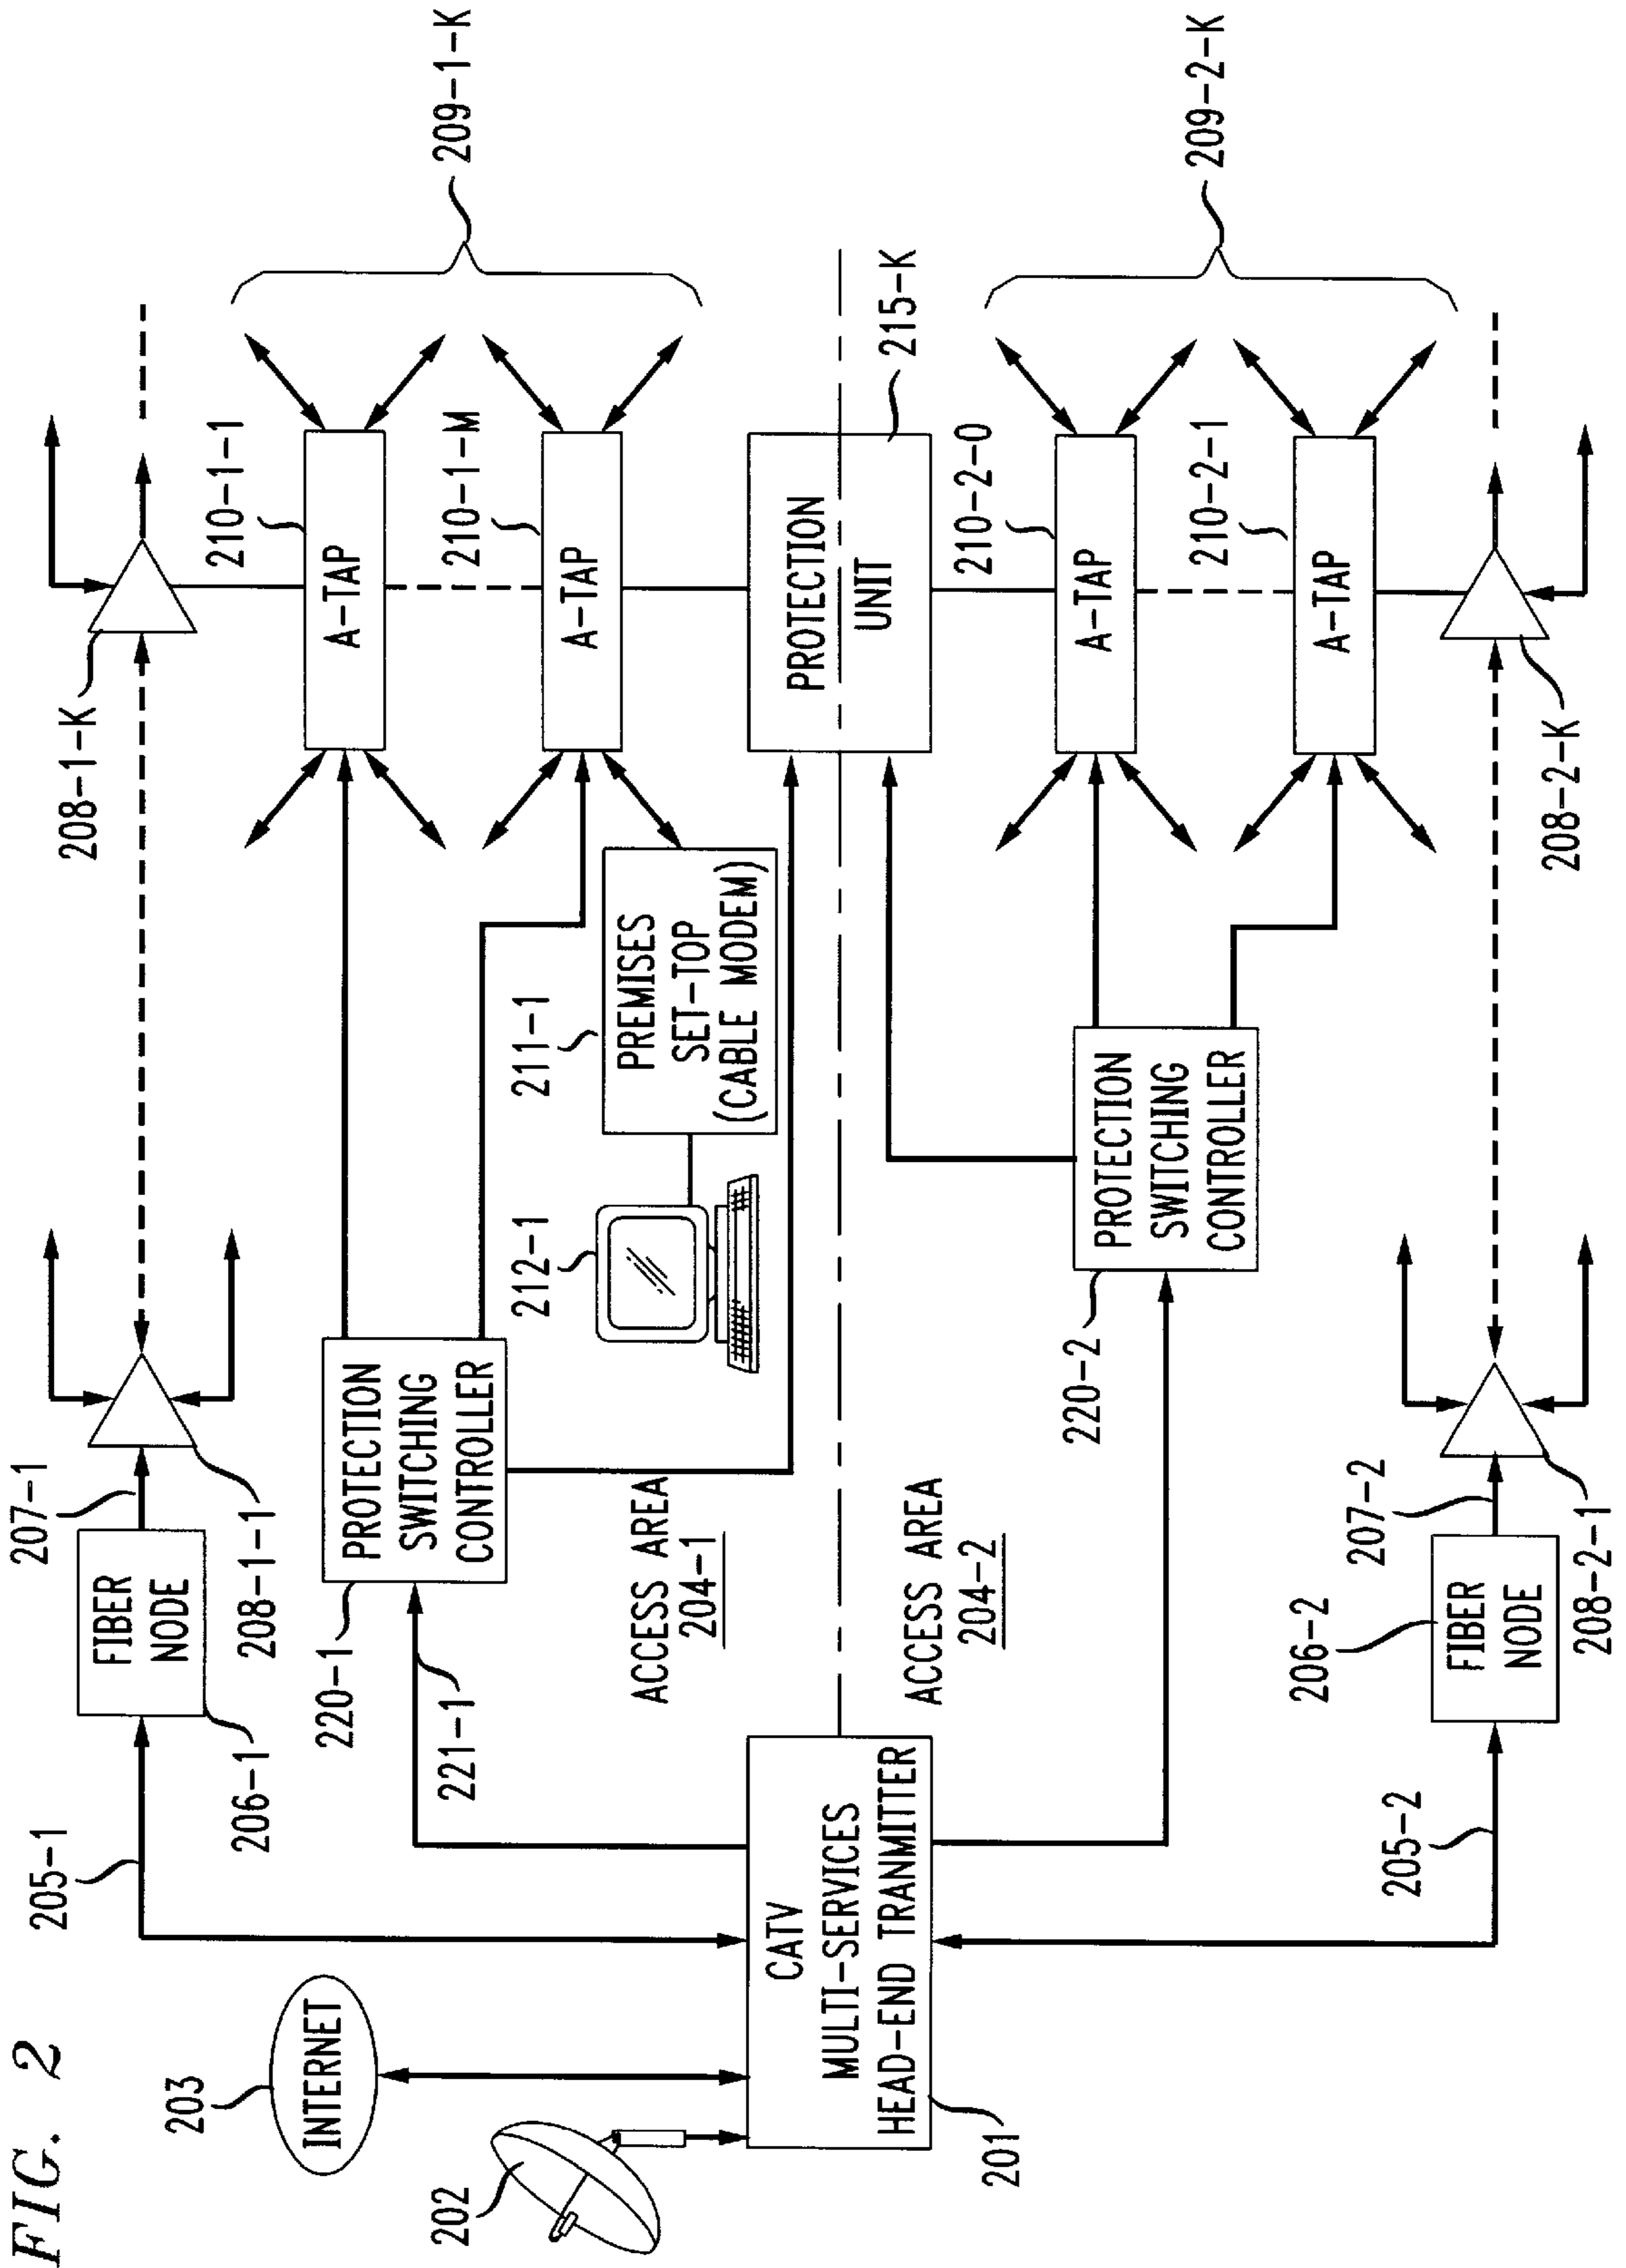 FIG. 2
203
INTERNET
202
CATV
MULTI-SERVICES
HEAD-END TRANMITTER
201
205-1
FIBER
NODE
206-1
207-1
208-1-1
208-1-K
220-1
221-1
PROTECTION
SWITCHING
CONTROLLER
ACCESS AREA
204-1
212-1
211-1
PREMISES
SET-TOP
(CABLE MODEM)
210-1-1
A-TAP
210-1-M
A-TAP
209-1-K
PROTECTION
UNIT
215-K
ACCESS AREA
204-2
220-2
PROTECTION
SWITCHING
CONTROLLER
210-2-0
A-TAP
210-2-1
A-TAP
209-2-K
205-2
206-2
FIBER
NODE
207-2
208-2-1
208-2-K